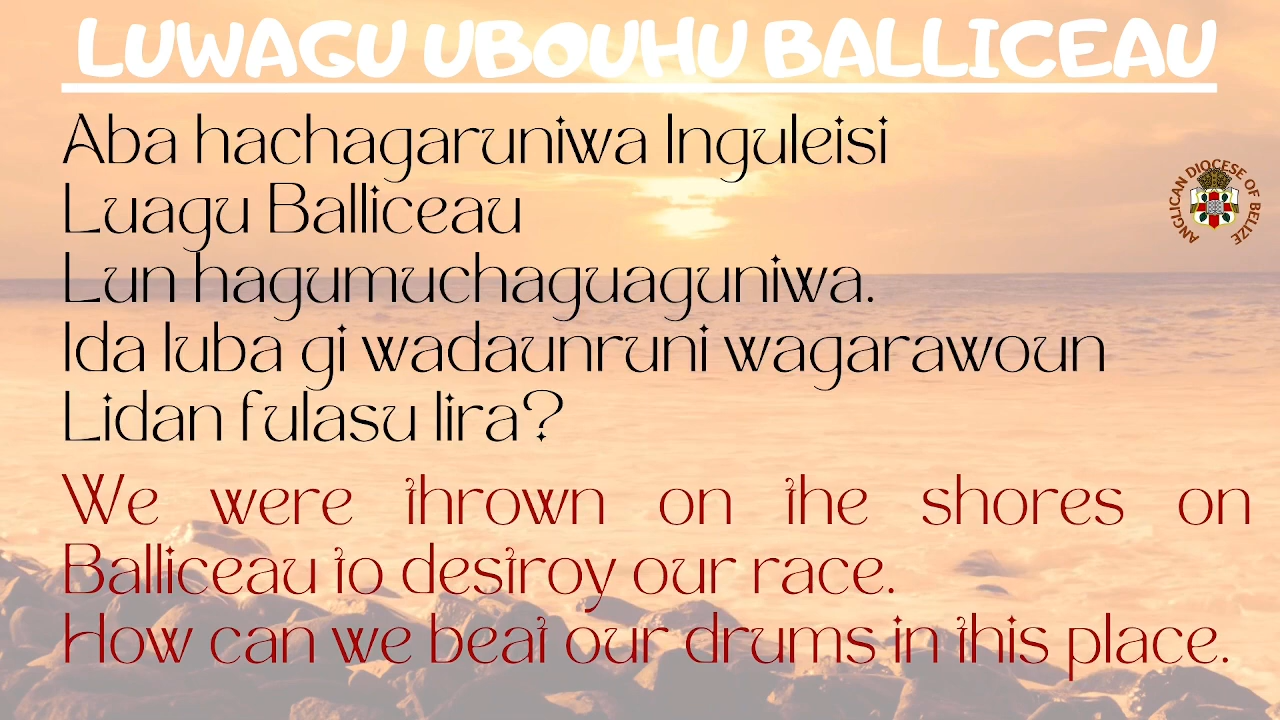 LUWAGU UBOUHU BALLICEAU
Aba hachagaruniwa Inguleisi
Luagu Balliceau
Lun hagumuchaguaguniwa.
Ida luba gi wadaunruni wagarawoun
Lidan fulasu lira?
We were thrown on the shores on
Balliceau to destroy our race.
How can we beat our drums in this place.
ANGLICAN DIOCESE OF BELIZE